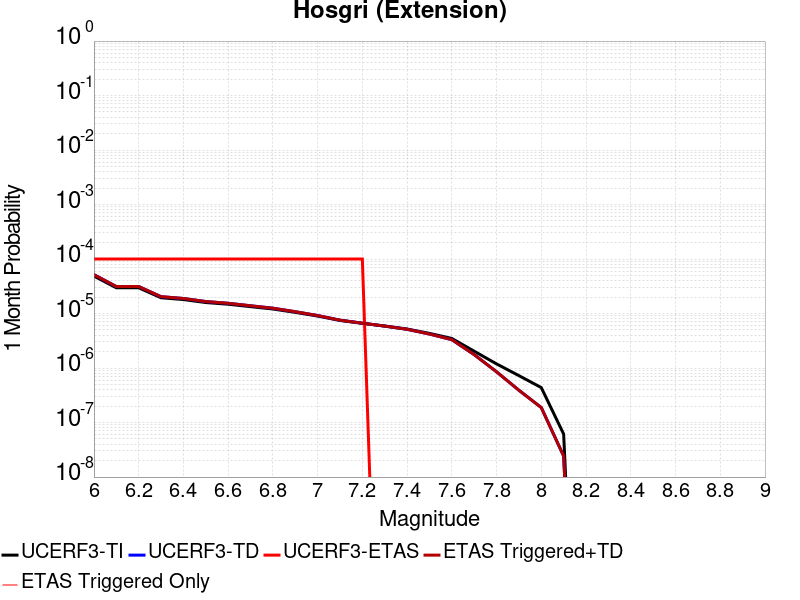 Hosgri (Extension)
10^0
10^-1
10^-2
10^-3
10^-4
10^-5
10^-6
10^-7
10^-8
1 Month Probability
6 6.2 6.4 6.6 6.8 7 7.2 7.4 7.6 7.8 8 8.2 8.4 8.6 8.8 9
Magnitude
UCERF3-TI UCERF3-TD UCERF3-ETAS ETAS Triggered+TD
ETAS Triggered Only